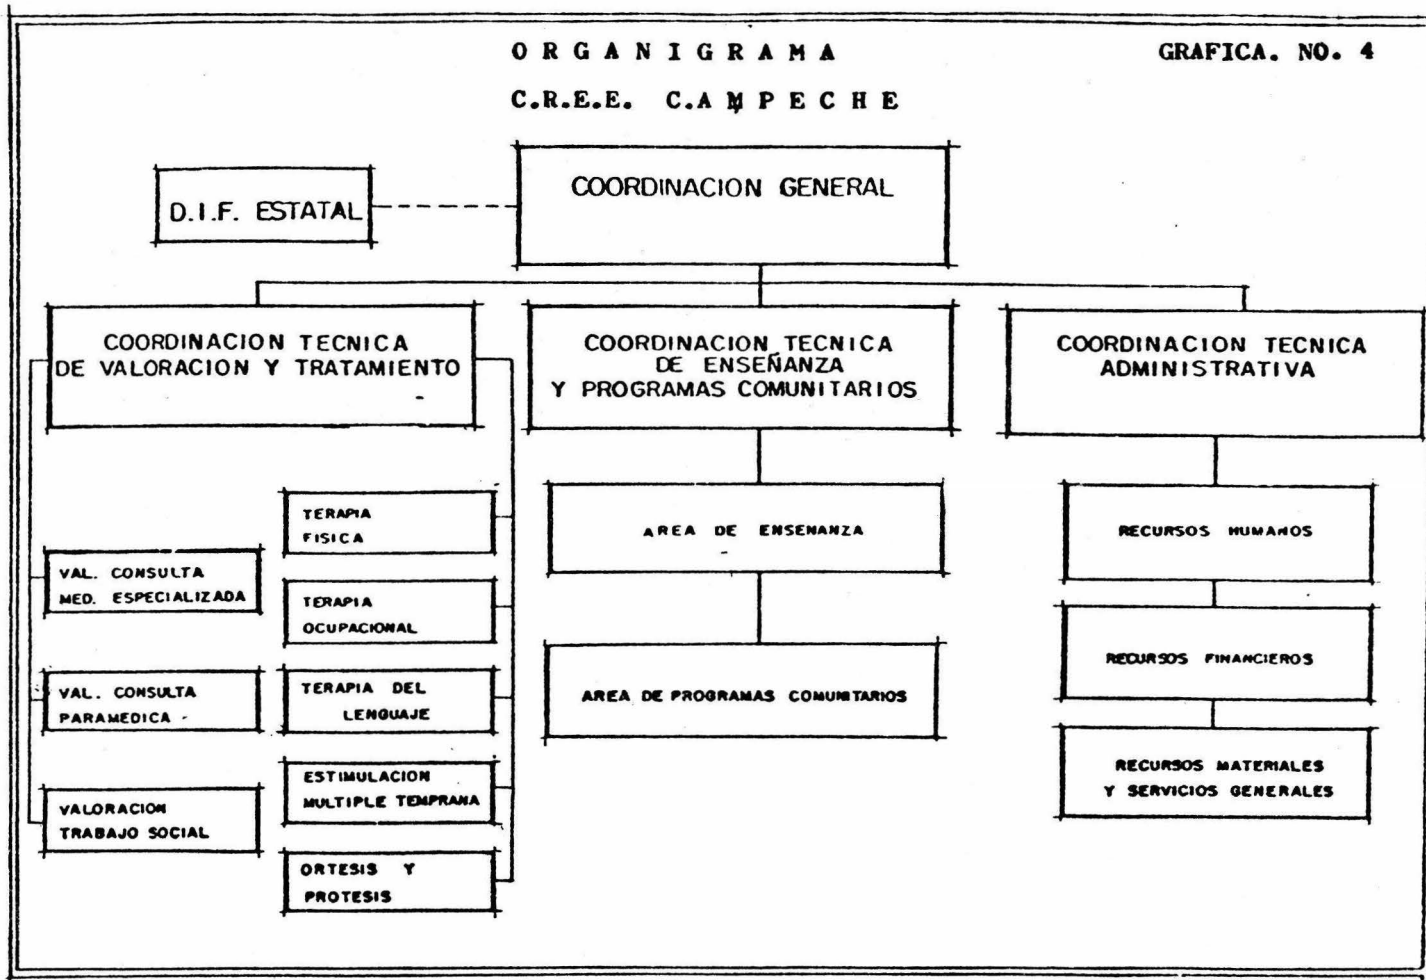 O R G A N I G R A M A
GRAFICA. NO. 4
C.R.E.E. C.A M P E C H E
COORDINACION GENERAL
D.I.F. ESTATAL
COORDINACION TECNICA
DE VALORACION Y TRATAMIENTO
COORDINACION TECNICA
DE ENSEÑANZA
Y PROGRAMAS COMUNITARIOS
COORDINACION TECNICA
ADMINISTRATIVA
VAL. CONSULTA
MED. ESPECIALIZADA
VAL. CONSULTA
PARAMEDICA
VALORACION
TRABAJO SOCIAL
TERAPIA
FISICA
TERAPIA
OCUPACIONAL
TERAPIA DEL
LENGUAJE
ESTIMULACION
MULTIPLE TEMPRANA
ORTESIS Y
PROTESIS
AREA DE ENSENANZA
AREA DE PROGRAMAS COMUNITARIOS
RECURSOS HUMANOS
RECURSOS FINANCIEROS
RECURSOS MATERIALES
Y SERVICIOS GENERALES